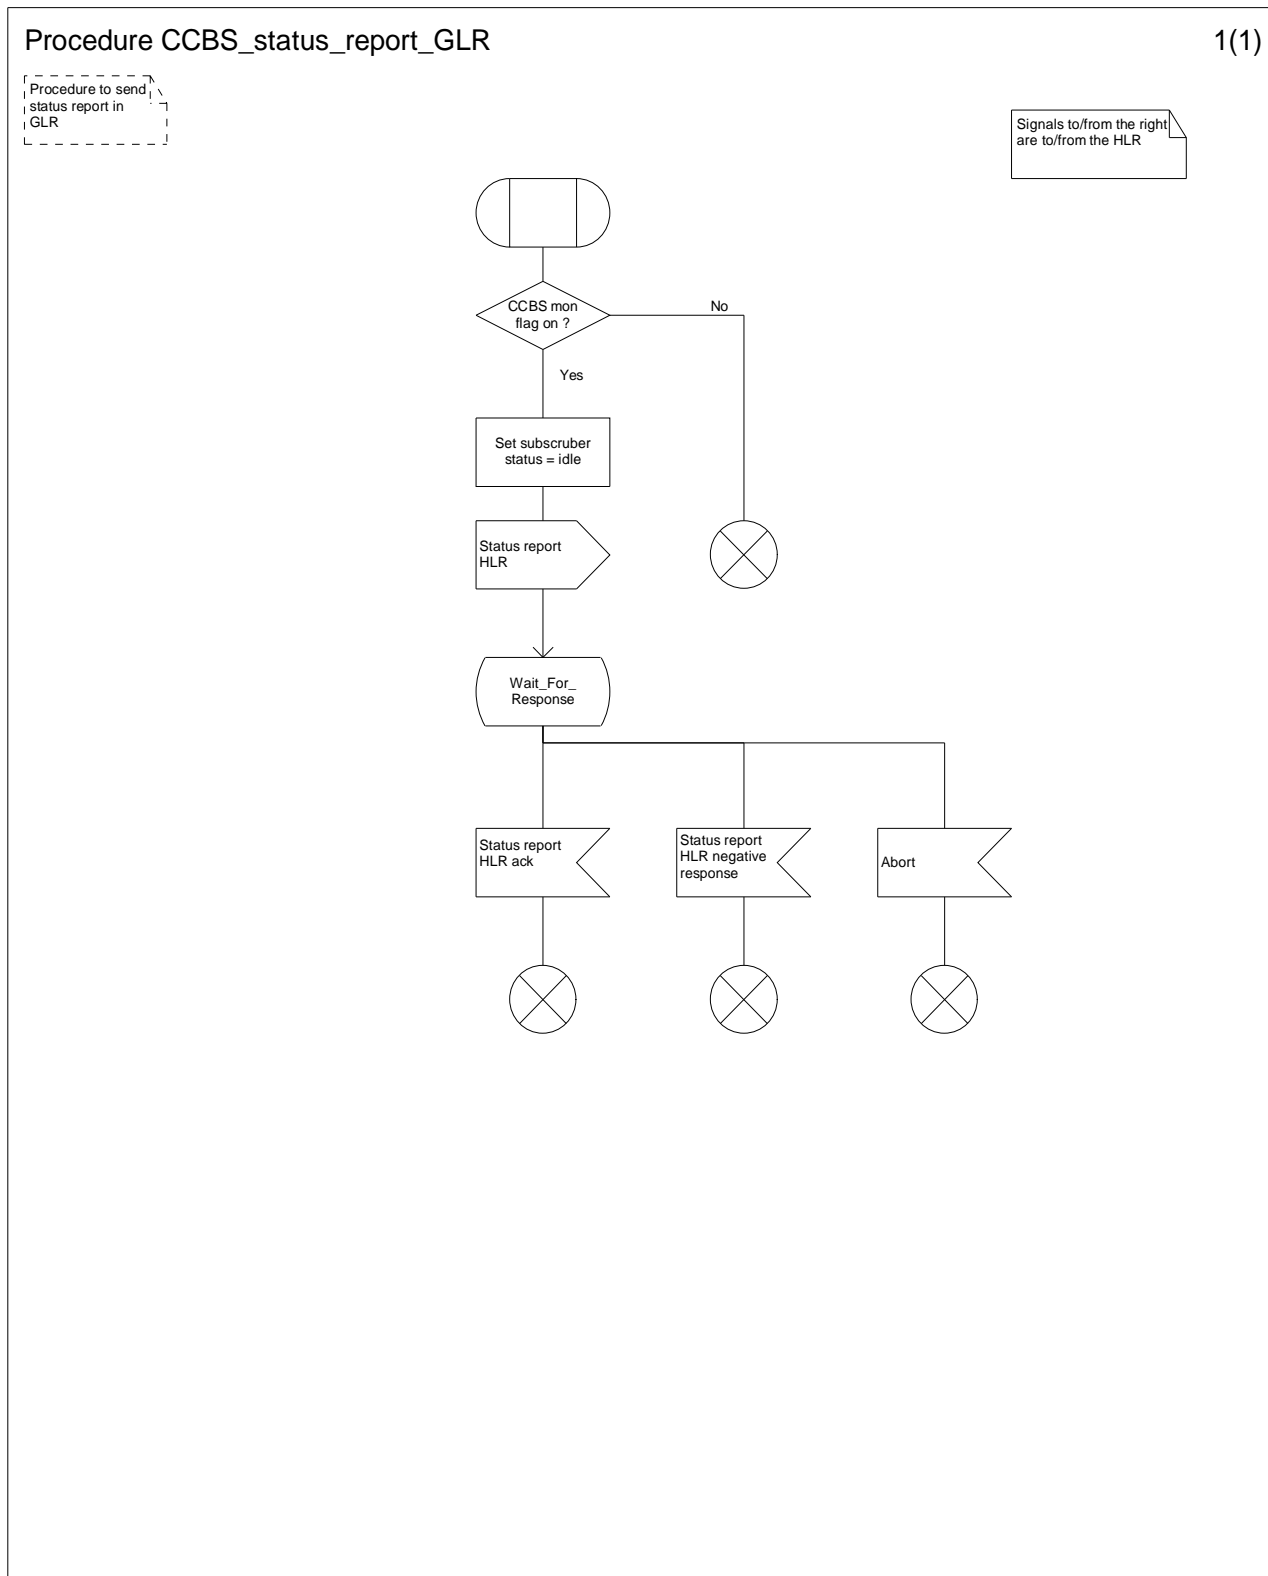 Procedure CCBS_status_report_GLR
1(1)
Procedure to send
status report in
GLR
Signals to/from the right
are to/from the HLR
CCBS mon
flag on ?
No
Yes
Set subscruber
status = idle
Status report
HLR
Wait_For_
Response
Status report
HLR ack
Status report
HLR negative
response
Abort